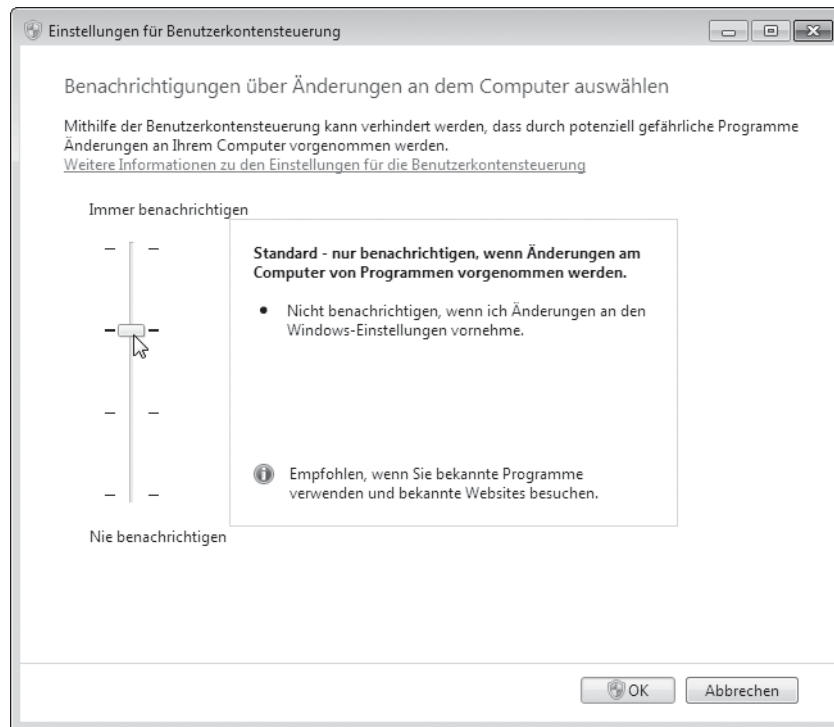 Einstellungen für Benutzerkontensteuerung
Benachrichtigungen über Änderungen an dem Computer auswählen
Mithilfe der Benutzerkontensteuerung kann verhindert werden, dass durch potenziell gefährliche Programme
Änderungen an Ihrem Computer vorgenommen werden.
Weitere Informationen zu den Einstellungen für die Benutzerkontensteuerung
Immer benachrichtigen
Standard - nur benachrichtigen, wenn Änderungen am
Computer von Programmen vorgenommen werden.
• Nicht benachrichtigen, wenn ich Änderungen an den
Windows-Einstellungen vornehme.
Empfohlen, wenn Sie bekannte Programme
verwenden und bekannte Websites besuchen.
Nie benachrichtigen
OK
Abbrechen